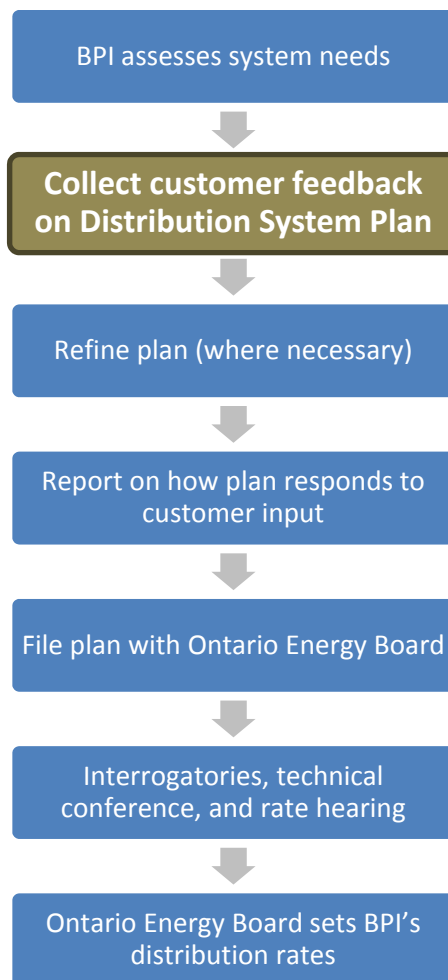 BPI assesses system needs
Collect customer feedback
on Distribution System Plan
Refine plan (where necessary)
Report on how plan responds to
customer input
File plan with Ontario Energy Board
Interrogatories, technical
conference, and rate hearing
Ontario Energy Board sets BPI’s
distribution rates